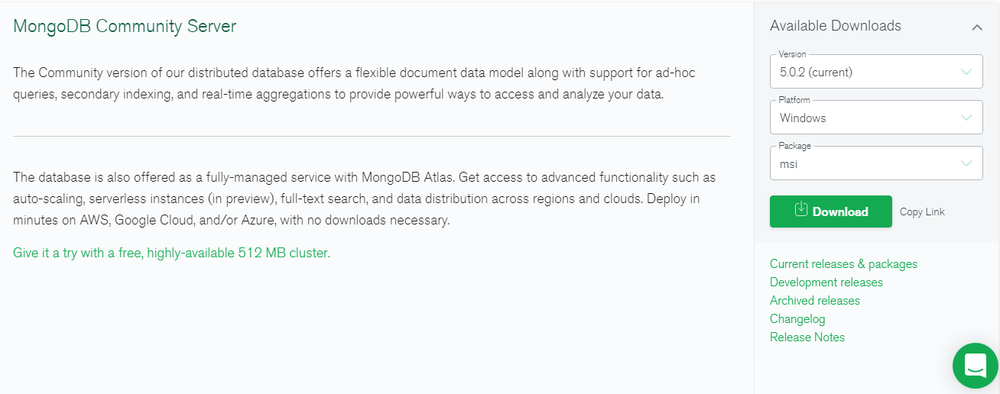 MongoDB Community Server
The Community version of our distributed database offers a flexible document data model along with support for ad-hoc
queries, secondary indexing, and real-time aggregations to provide powerful ways to access and analyze your data.
The database is also offered as a fully-managed service with MongoDB Atlas. Get access to advanced functionality such as
auto-scaling, serverless instances (in preview), full-text search, and data distribution across regions and clouds. Deploy in
minutes on AWS, Google Cloud, and/or Azure, with no downloads necessary.
Give it a try with a free, highly-available 512 MB cluster.
Available Downloads
Version
5.0.2 (current)
Platform
Windows
Package
msi
Download
Copy Link
Current releases & packages
Development releases
Archived releases
Changelog
Release Notes